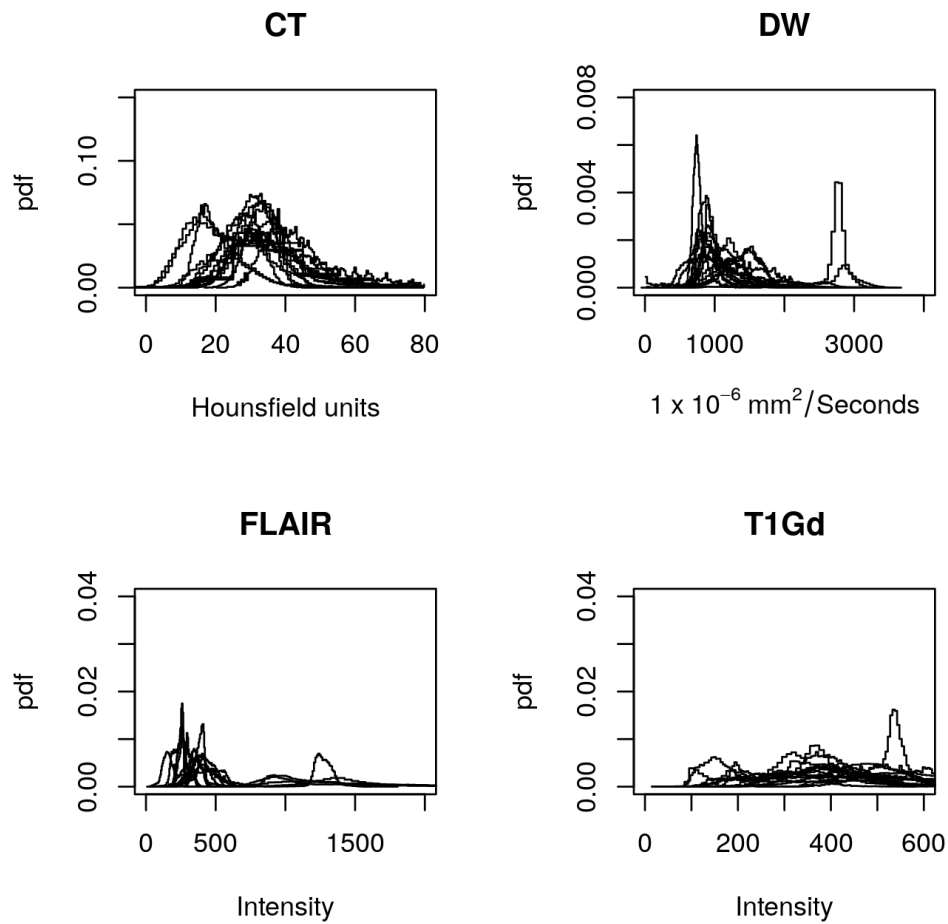 CT
pdf
0.00
0.10
0 20 40 60 80
Hounsfield units
DW
pdf
0.000
0.004
0.008
0 1000 3000
1 x 10⁻⁶ mm²/Seconds
FLAIR
pdf
0.00
0.02
0.04
0 500 1500
Intensity
T1Gd
pdf
0.00
0.02
0.04
0 200 400 600
Intensity